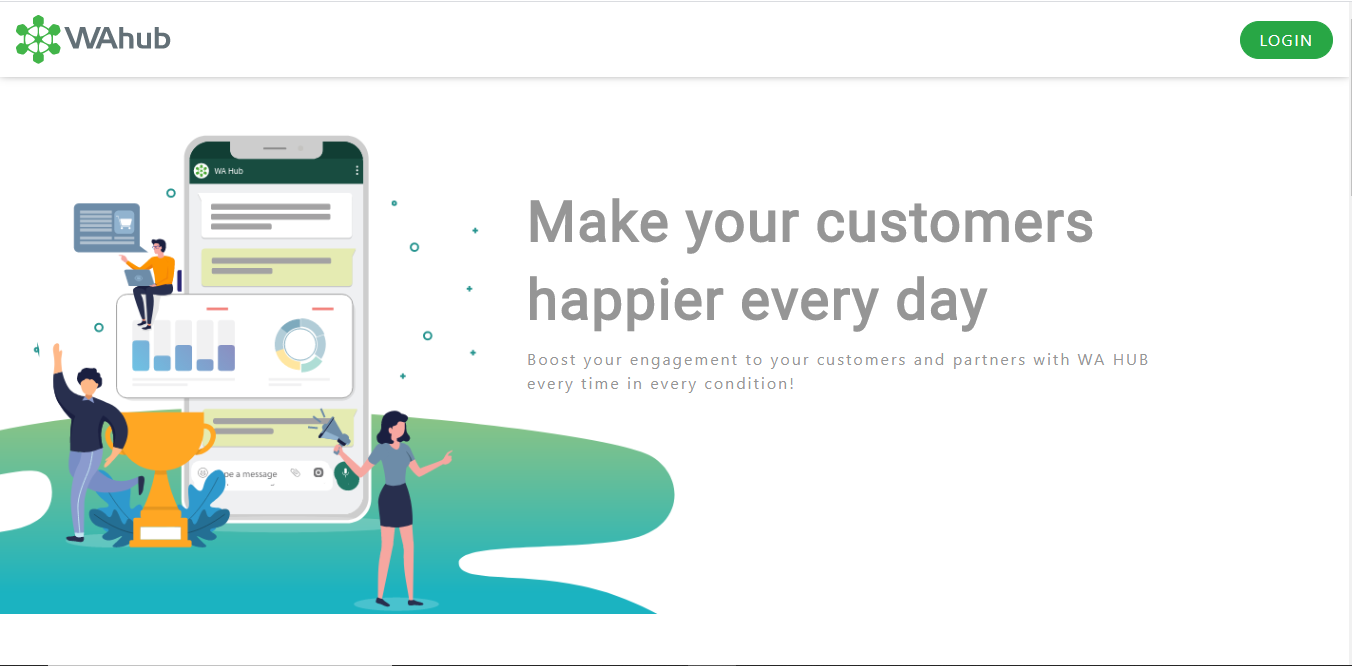 WAhub
LOGIN
WA Hub
Make your customers
happier every day
Boost your engagement to your customers and partners with WA HUB
every time in every condition!
pe a message